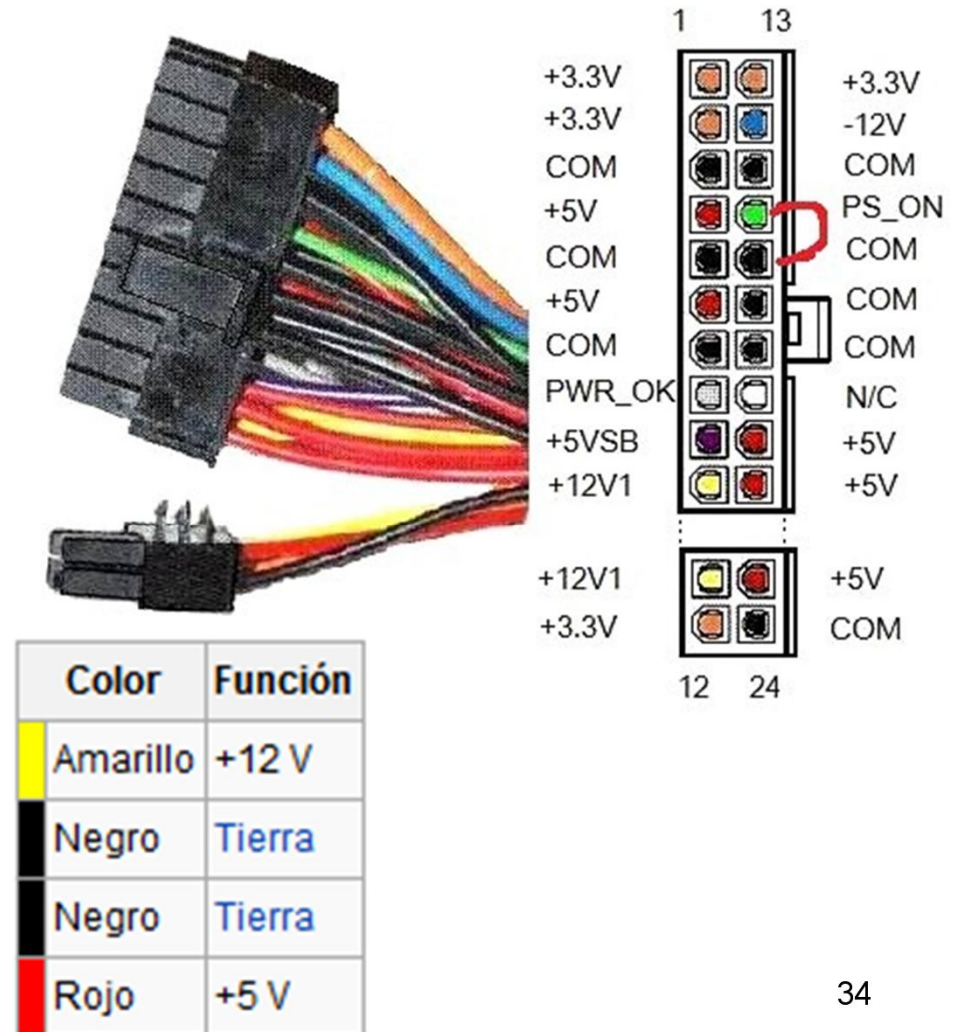 1 13
+3.3V +3.3V
+3.3V -12V
COM COM
+5V PS_ON
COM COM
+5V COM
COM COM
PWR_OK N/C
+5VSB +5V
+12V1 +5V
+12V1 +5V
+3.3V COM
12 24
Color Función
Amarillo +12 V
Negro Tierra
Negro Tierra
Rojo +5 V
34